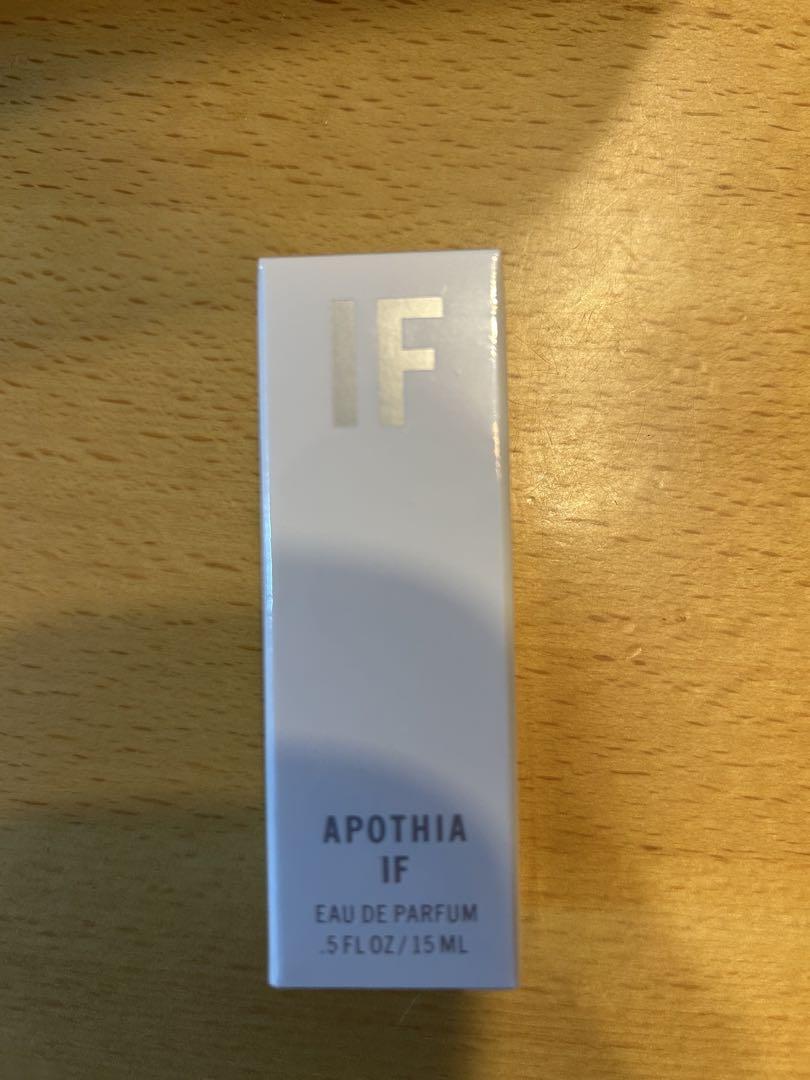 IF
APOTHIA
IF
EAU DE PARFUM
.5 FL OZ / 15 ML